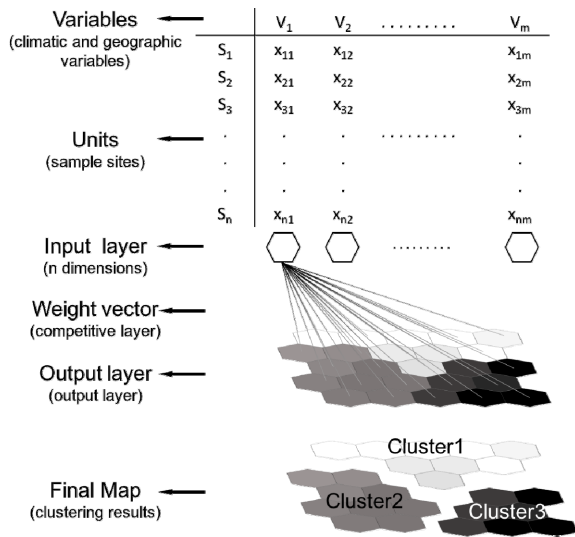 Variables
(climatic and geographic
variables)
V1 V2 ......... Vm
S1 x11 x12 x1m
S2 x21 x22 x2m
S3 x31 x32 x3m
Units
(sample sites)
. . . ......... .
. . . .
. . . .
Sn xn1 xn2 xnm
Input layer
(n dimensions)
........
Weight vector
(competitive layer)
Output layer
(output layer)
Final Map
(clustering results)
Cluster1
Cluster2
Cluster3